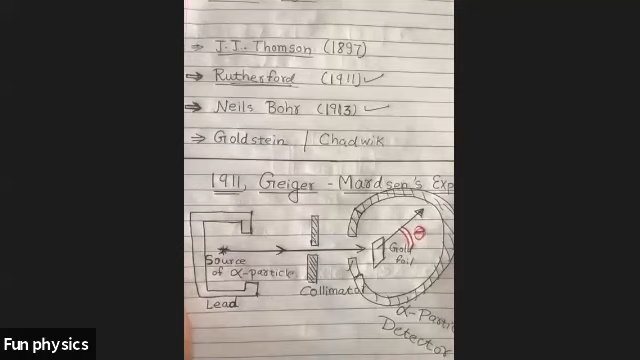 ⇒ J.J. Thomson (1897)
⇒ Rutherford (1911) ✓
⇒ Neils Bohr (1913) ✓
⇒ Goldstein / Chadwik
1911, Geiger - Mardsen's Exp
θ
Gold
foil
Source
of α-particle
Collimator
Lead
α-Parti
Detector
Fun physics